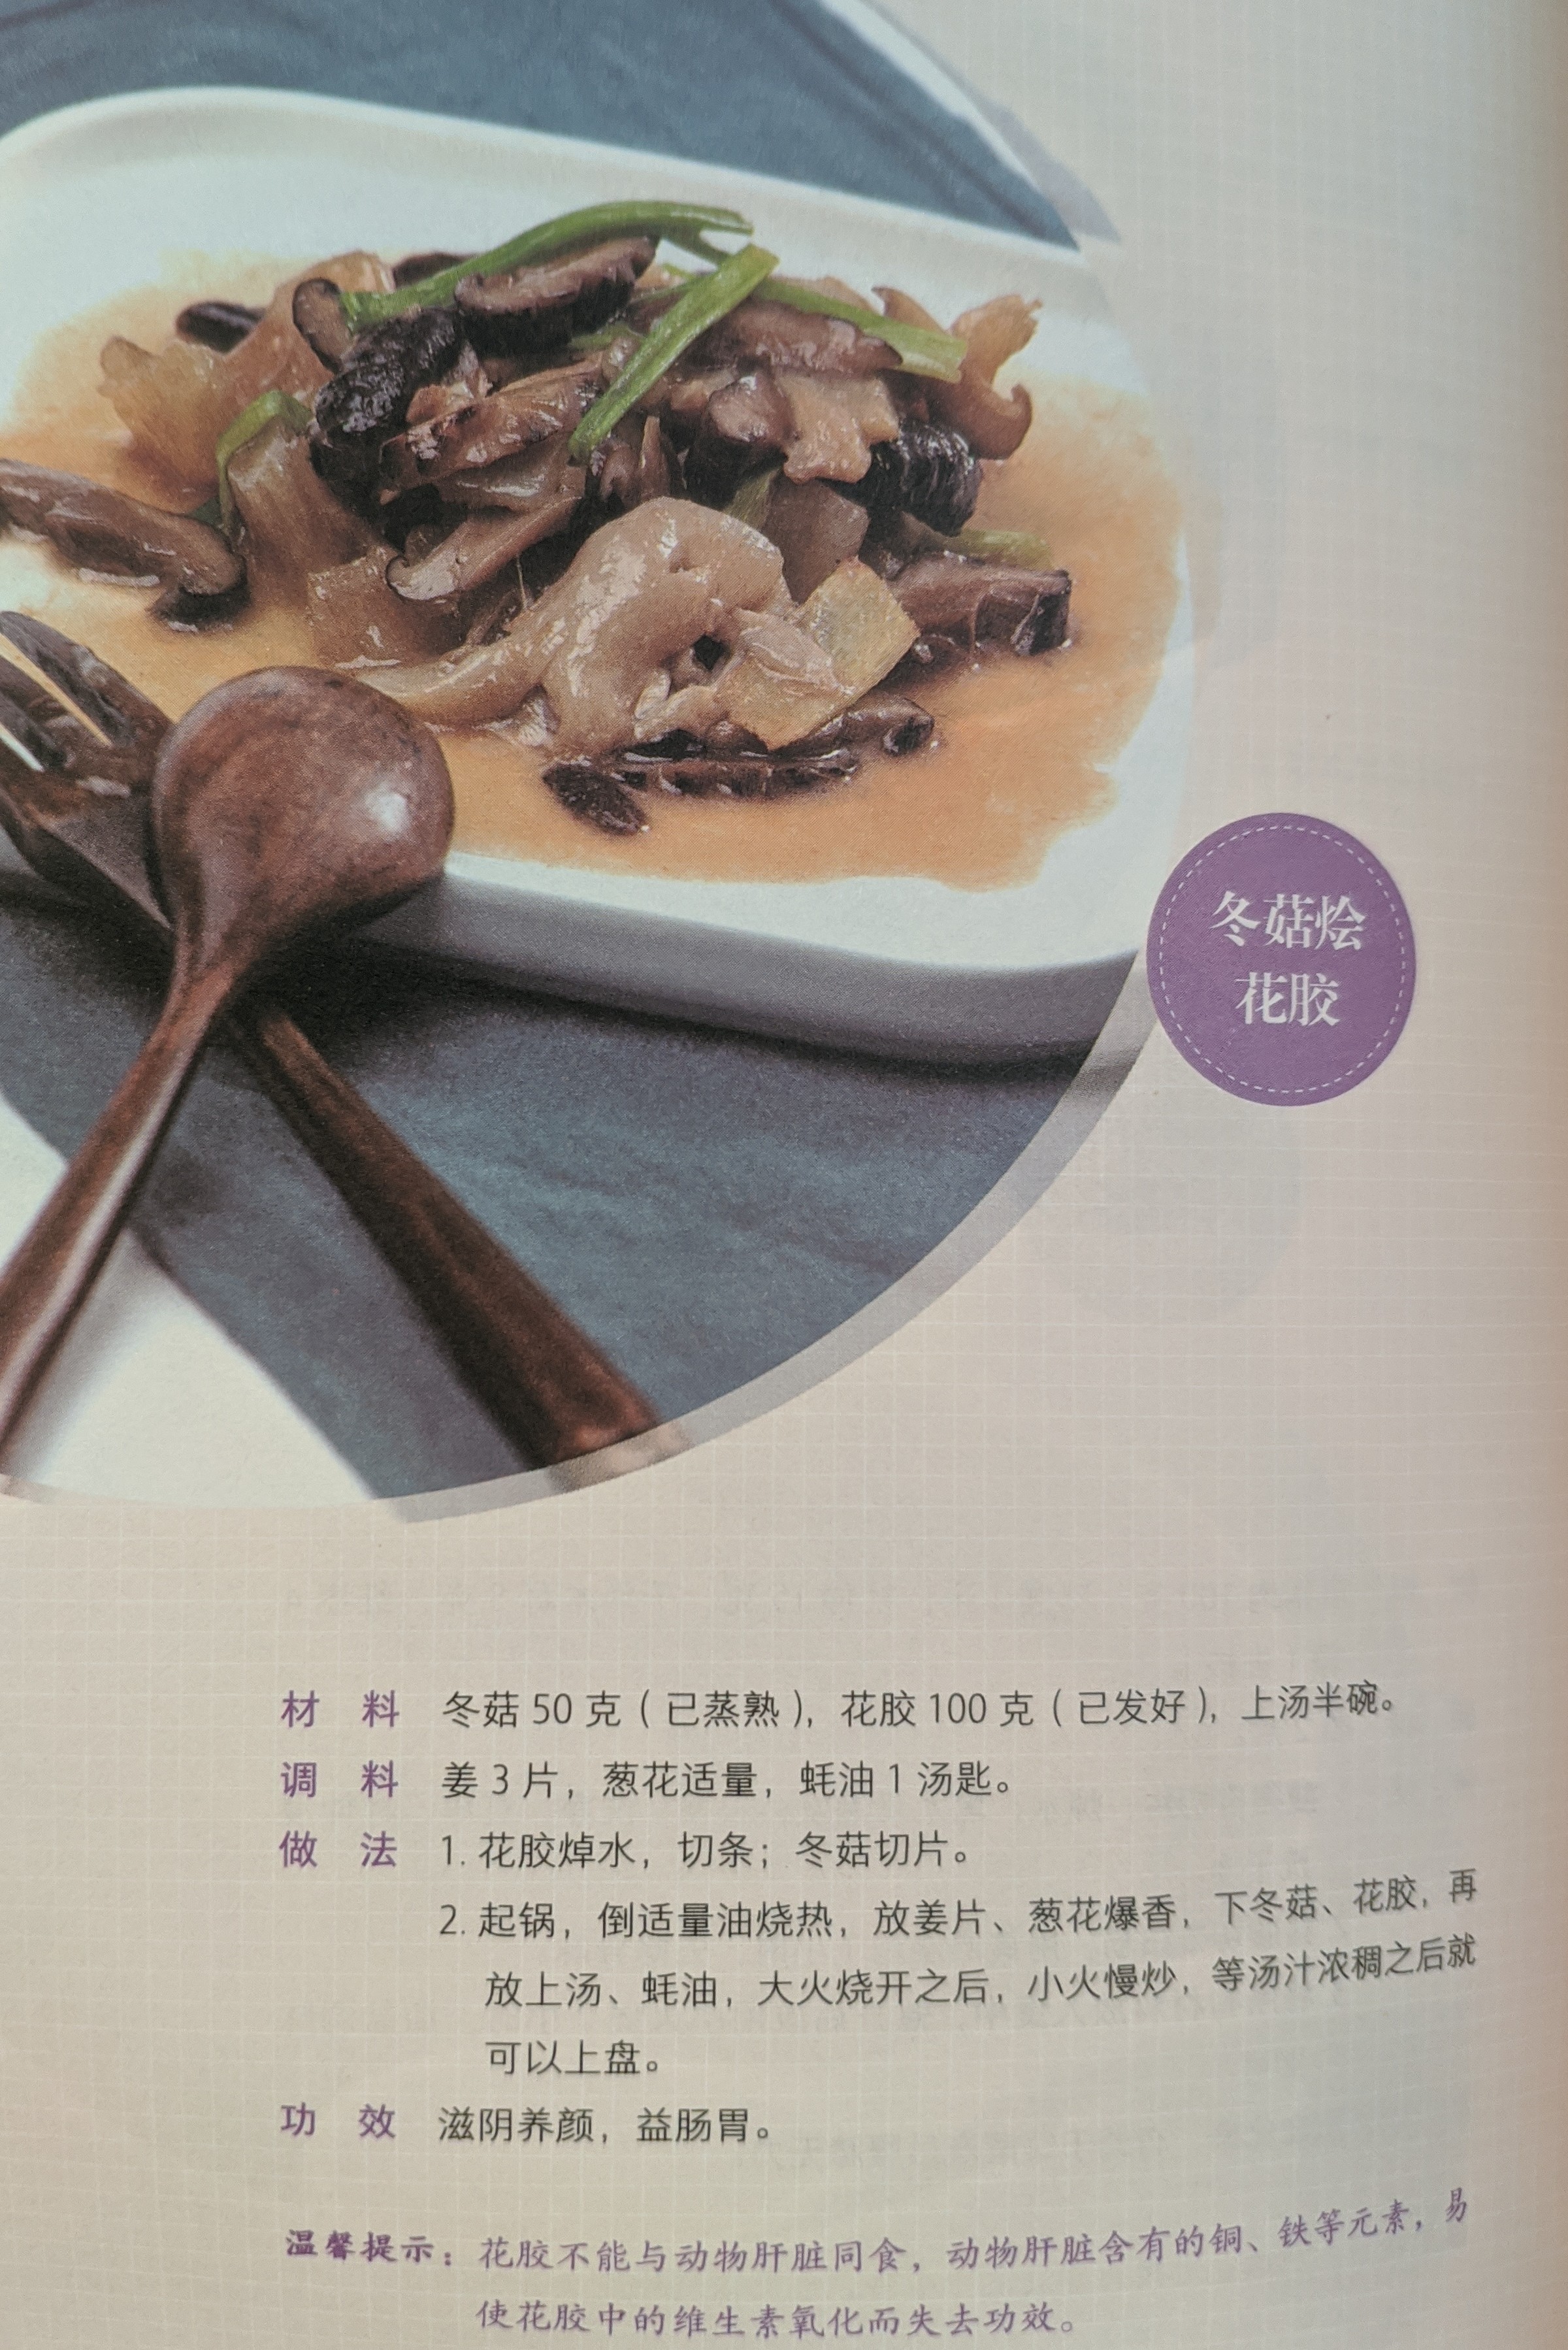 冬菇烩
花胶
材 料 冬菇 50 克（已蒸熟），花胶 100 克（已发好），上汤半碗。
调 料 姜 3 片，葱花适量，蚝油 1 汤匙。
做 法 1. 花胶焯水，切条；冬菇切片。
2. 起锅，倒适量油烧热，放姜片、葱花爆香，下冬菇、花胶，再
放上汤、蚝油，大火烧开之后，小火慢炒，等汤汁浓稠之后就
可以上盘。
功 效 滋阴养颜，益肠胃。
温馨提示：花胶不能与动物肝脏同食，动物肝脏含有的铜、铁等元素，易
使花胶中的维生素氧化而失去功效。